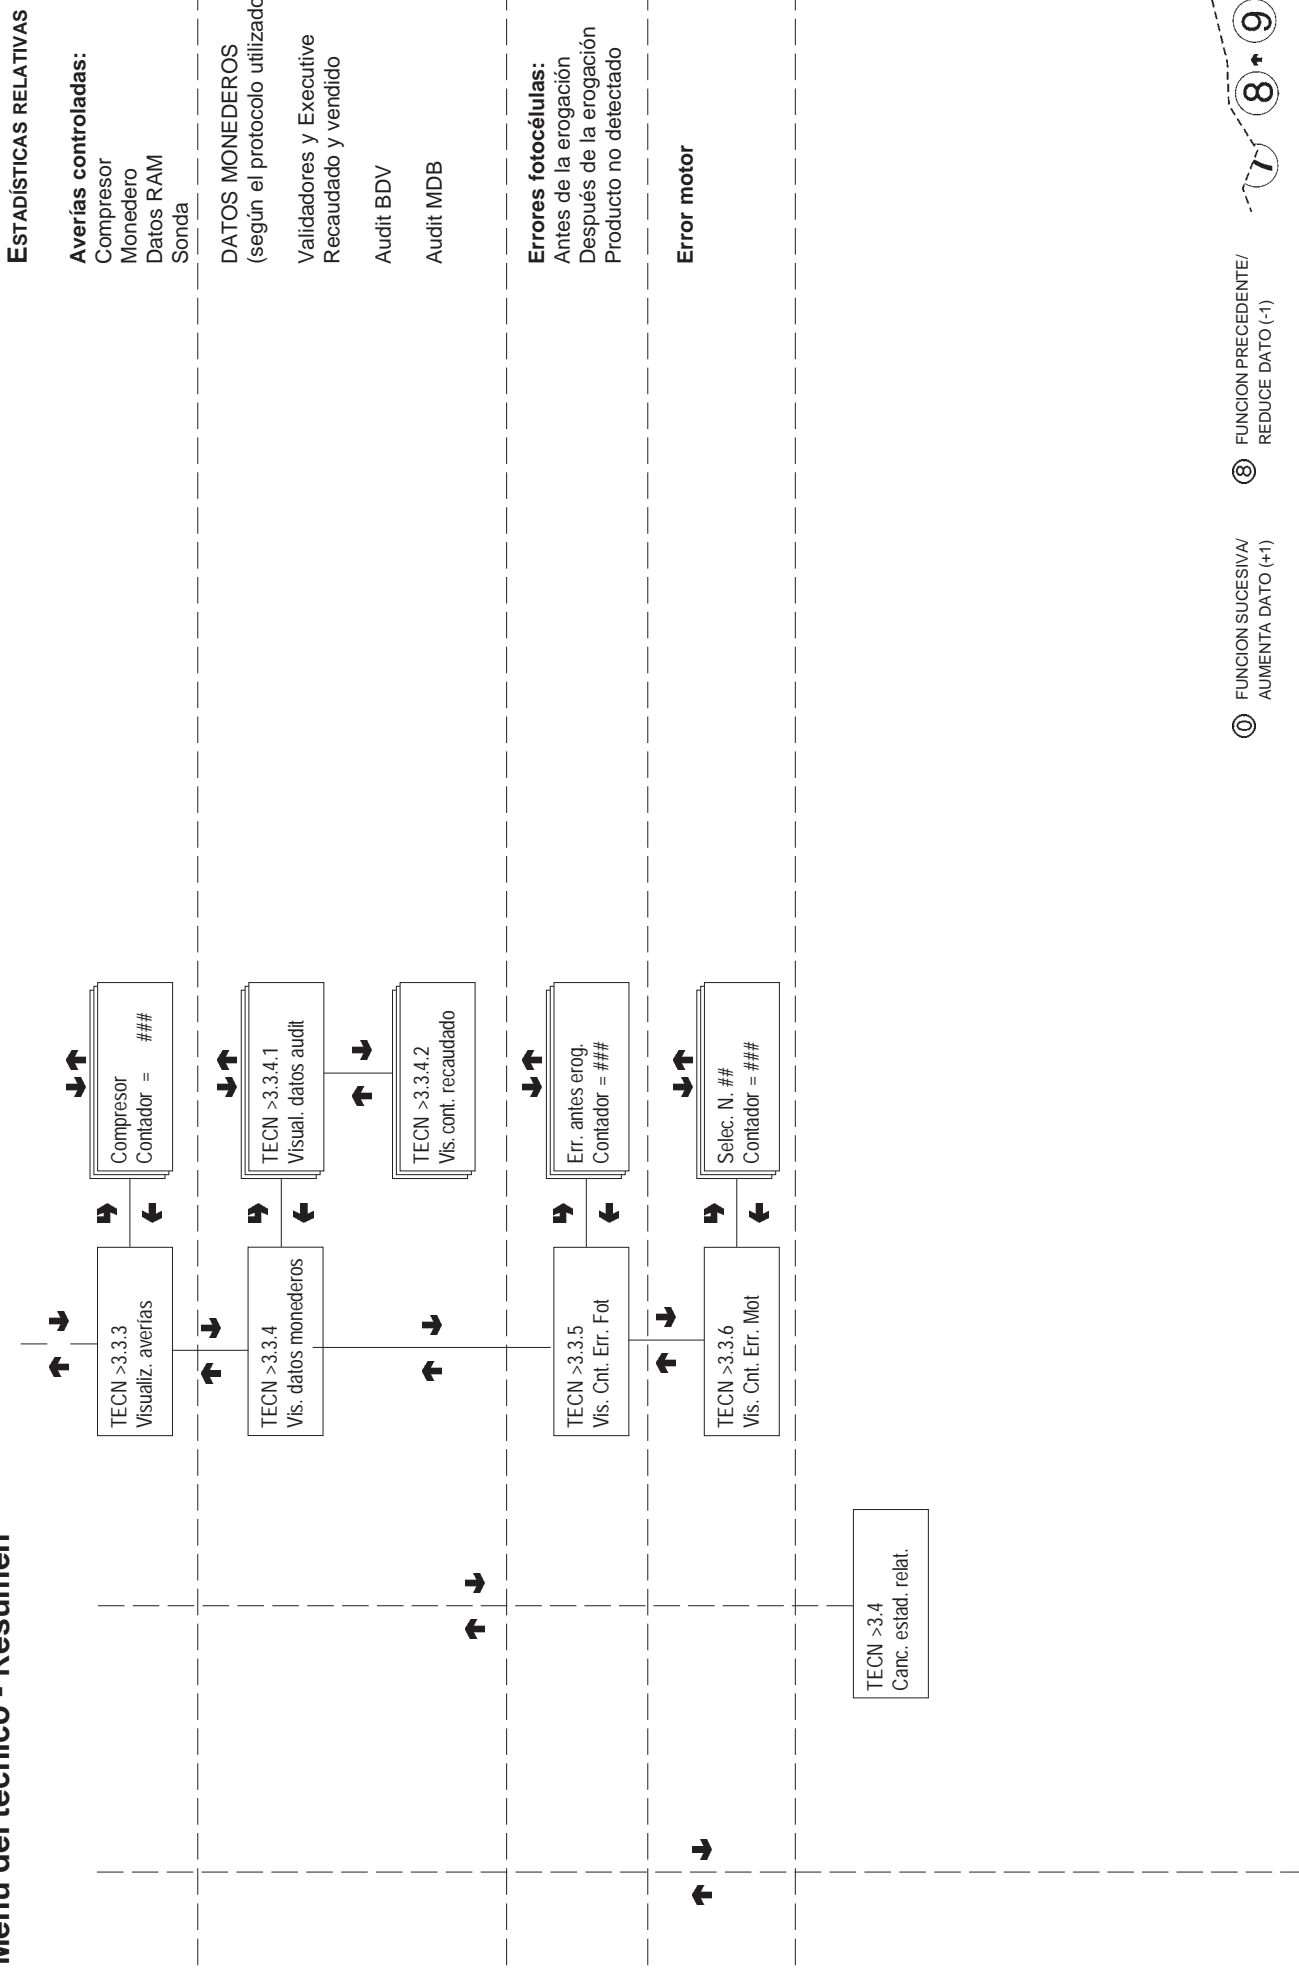 Menú del técnico - Resumen
TECN >3.3.3
Visualiz. averías
Compresor
Contador = ###
ESTADÍSTICAS RELATIVAS
Averías controladas:
Compresor
Monedero
Datos RAM
Sonda
TECN >3.3.4
Vis. datos monederos
TECN >3.3.4.1
Visual. datos audit
TECN >3.3.4.2
Vis. cont. recaudado
DATOS MONEDEROS
(según el protocolo utilizado
Validadores y Executive
Recaudado y vendido
Audit BDV
Audit MDB
TECN >3.3.5
Vis. Cnt. Err. Fot
Err. antes erog.
Contador = ###
Errores fotocélulas:
Antes de la erogación
Después de la erogación
Producto no detectado
TECN >3.3.6
Vis. Cnt. Err. Mot
Selec. N. ##
Contador = ###
Error motor
TECN >3.4
Canc. estad. relat.
0 FUNCION SUCESIVA/
AUMENTA DATO (+1)
8 FUNCION PRECEDENTE/
REDUCE DATO (-1)
7 8 9